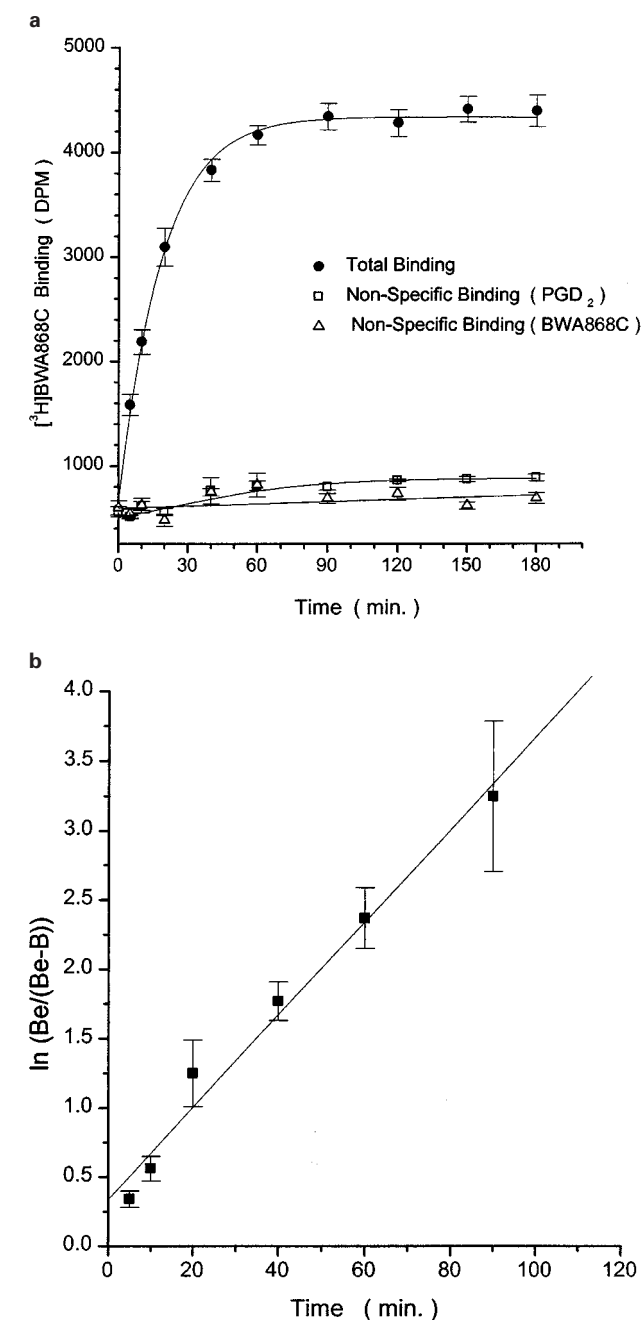 a
5000
4000
3000
2000
1000
0 30 60 90 120 150 180
[³H]BWA868C Binding ( DPM )
Total Binding
Non-Specific Binding ( PGD ₂ )
Non-Specific Binding ( BWA868C )
Time ( min. )
b
4.0
3.5
3.0
2.5
2.0
1.5
1.0
0.5
0.0
0 20 40 60 80 100 120
ln (Be/(Be-B))
Time ( min. )